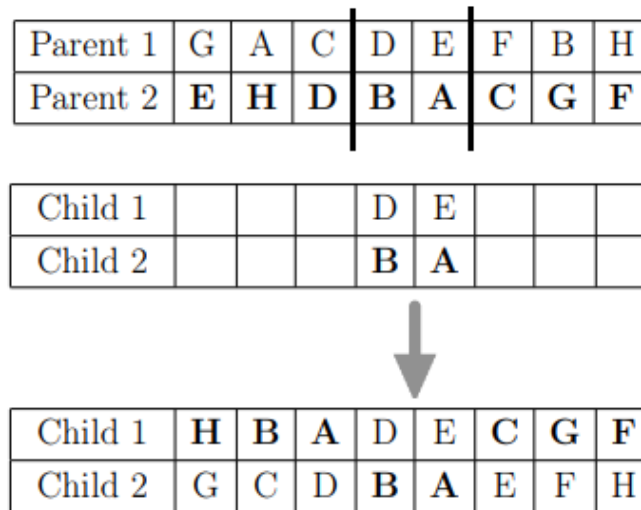 Parent 1 G A C D E F B H
Parent 2 E H D B A C G F
Child 1 D E
Child 2 B A
Child 1 H B A D E C G F
Child 2 G C D B A E F H